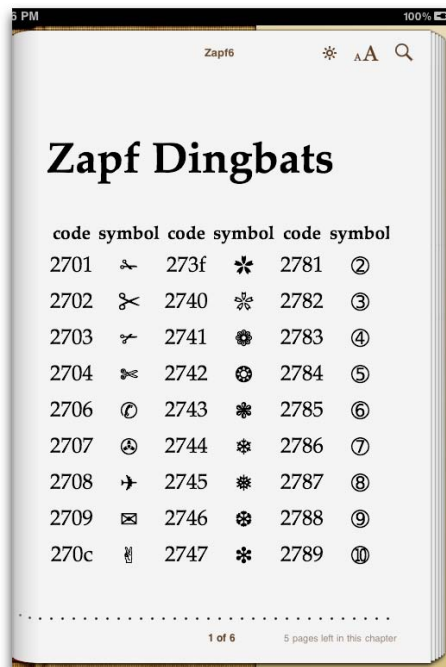 5 PM 100%
Zapf6 AA
Zapf Dingbats
code symbol code symbol code symbol
2701 ✁ 273f ✿ 2781 ➁
2702 ✂ 2740 ❀ 2782 ➂
2703 ✃ 2741 ❁ 2783 ➃
2704 ✄ 2742 ❂ 2784 ➄
2706 ✆ 2743 ❃ 2785 ➅
2707 ✇ 2744 ❄ 2786 ➆
2708 ✈ 2745 ❅ 2787 ➇
2709 ✉ 2746 ❆ 2788 ➈
270c ✌ 2747 ❇ 2789 ➉
1 of 6 5 pages left in this chapter